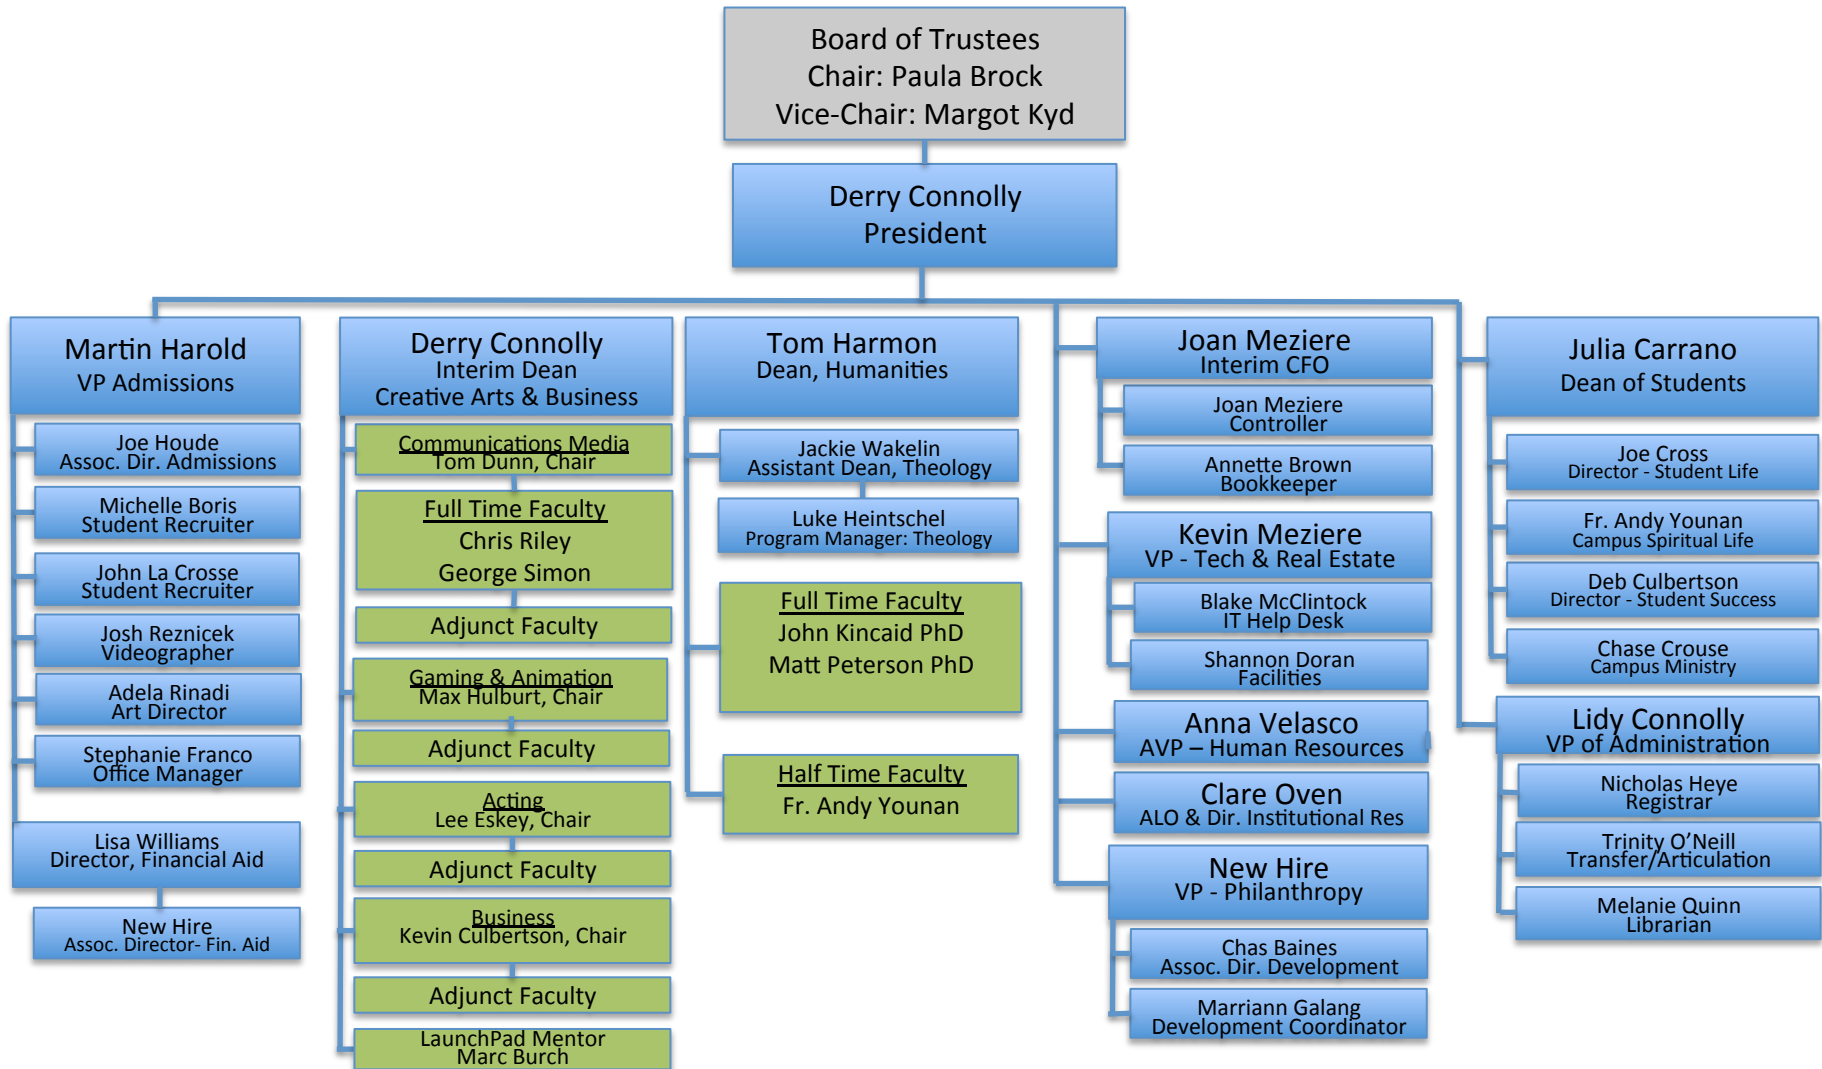 Board of Trustees
Chair: Paula Brock
Vice-Chair: Margot Kyd
Derry Connolly
President
Martin Harold
VP Admissions
Joe Houde
Assoc. Dir. Admissions
Michelle Boris
Student Recruiter
John La Crosse
Student Recruiter
Josh Reznicek
Videographer
Adela Rinadi
Art Director
Stephanie Franco
Office Manager
Lisa Williams
Director, Financial Aid
New Hire
Assoc. Director- Fin. Aid
Derry Connolly
Interim Dean
Creative Arts & Business
Communications Media
Tom Dunn, Chair
Full Time Faculty
Chris Riley
George Simon
Adjunct Faculty
Gaming & Animation
Max Hulburt, Chair
Adjunct Faculty
Acting
Lee Eskey, Chair
Adjunct Faculty
Business
Kevin Culbertson, Chair
Adjunct Faculty
LaunchPad Mentor
Marc Burch
Tom Harmon
Dean, Humanities
Jackie Wakelin
Assistant Dean, Theology
Luke Heintschel
Program Manager: Theology
Full Time Faculty
John Kincaid PhD
Matt Peterson PhD
Half Time Faculty
Fr. Andy Younan
Joan Meziere
Interim CFO
Joan Meziere
Controller
Annette Brown
Bookkeeper
Kevin Meziere
VP - Tech & Real Estate
Blake McClintock
IT Help Desk
Shannon Doran
Facilities
Anna Velasco
AVP – Human Resources
Clare Oven
ALO & Dir. Institutional Res
New Hire
VP - Philanthropy
Chas Baines
Assoc. Dir. Development
Marriann Galang
Development Coordinator
Julia Carrano
Dean of Students
Joe Cross
Director - Student Life
Fr. Andy Younan
Campus Spiritual Life
Deb Culbertson
Director - Student Success
Chase Crouse
Campus Ministry
Lidy Connolly
VP of Administration
Nicholas Heye
Registrar
Trinity O’Neill
Transfer/Articulation
Melanie Quinn
Librarian